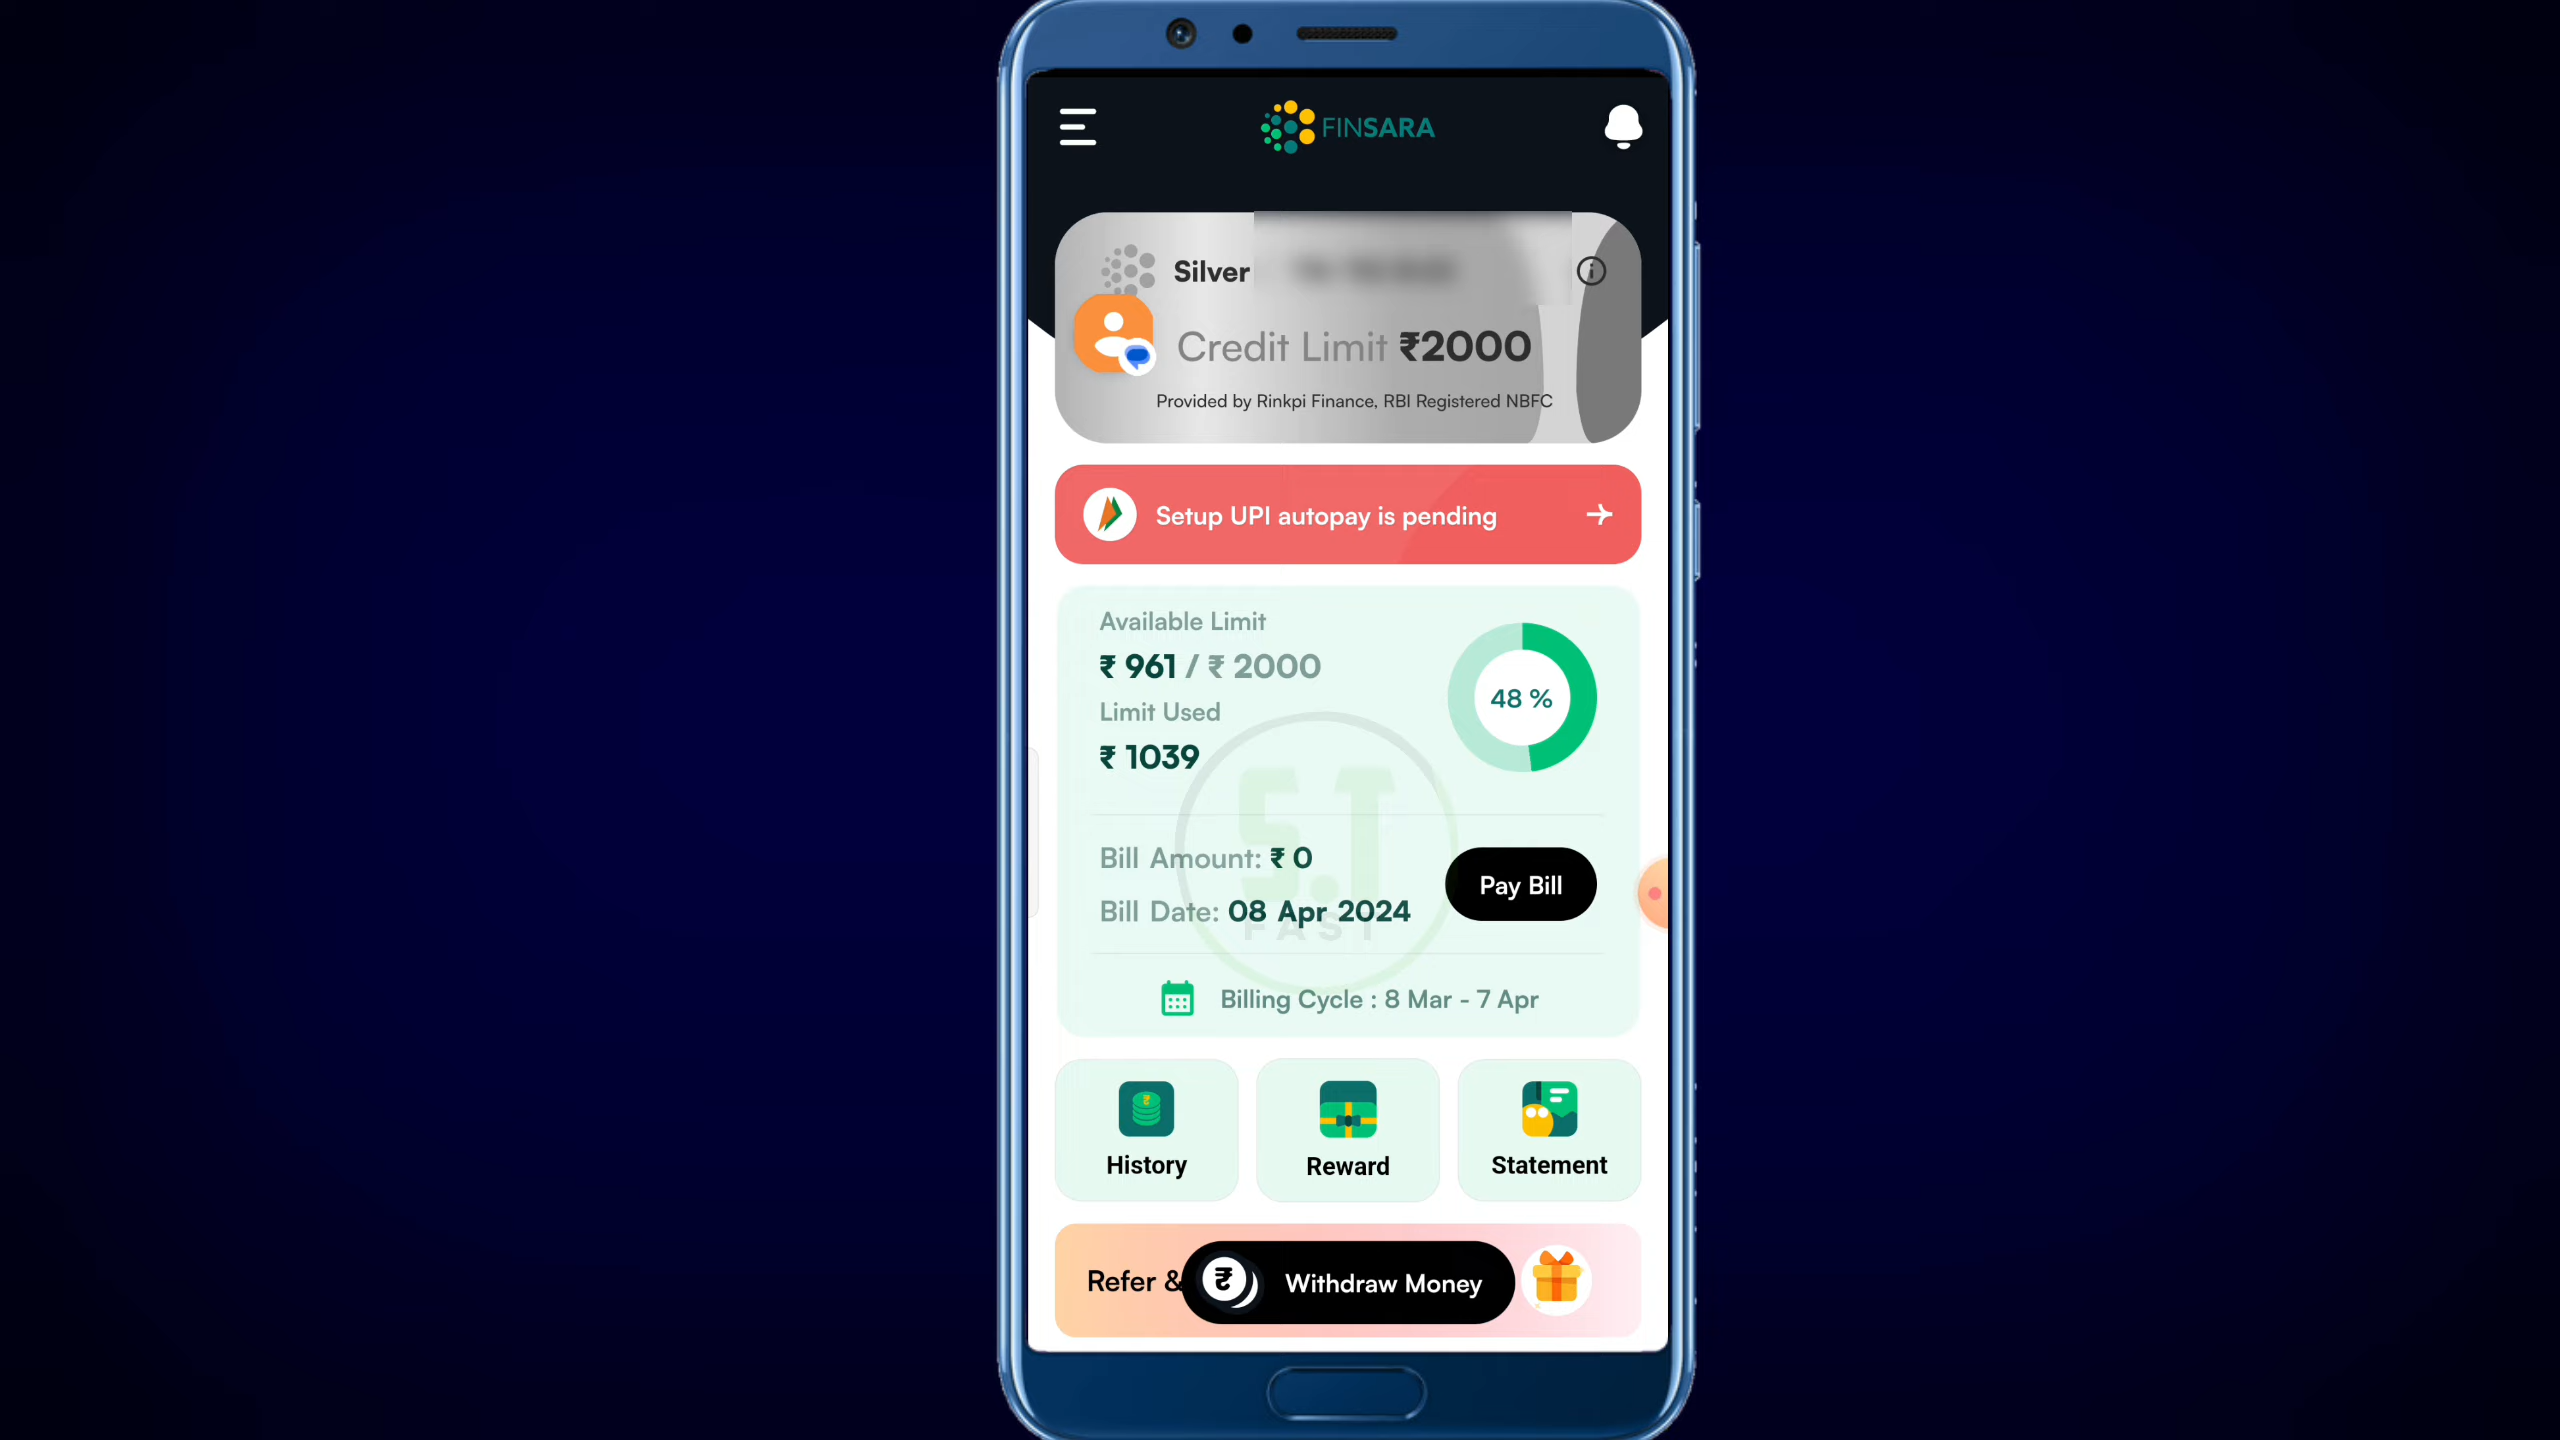 FINSARA
Silver
Credit Limit ₹2000
Provided by Rinkpi Finance, RBI Registered NBFC
Setup UPI autopay is pending
Available Limit
₹ 961 / ₹ 2000
48 %
Limit Used
₹ 1039
S.T
FAST
Bill Amount: ₹ 0
Pay Bill
Bill Date: 08 Apr 2024
Billing Cycle : 8 Mar - 7 Apr
History
Reward
Statement
Refer &
Withdraw Money